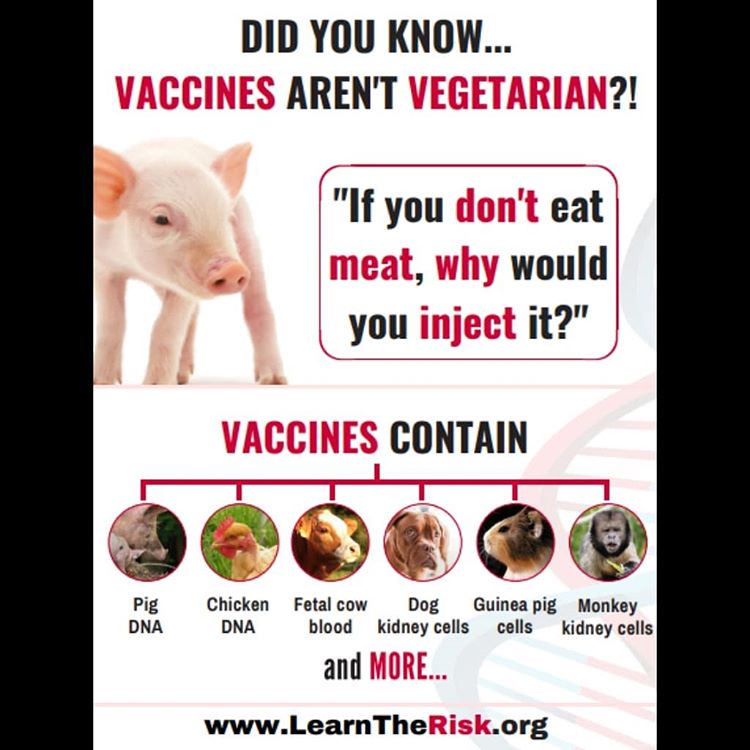 DID YOU KNOW...
VACCINES AREN'T VEGETARIAN?!
"If you don't eat
meat, why would
you inject it?"
VACCINES CONTAIN
Pig
DNA
Chicken
DNA
Fetal cow
blood
Dog
kidney cells
Guinea pig
cells
Monkey
kidney cells
and MORE...
www.LearnTheRisk.org